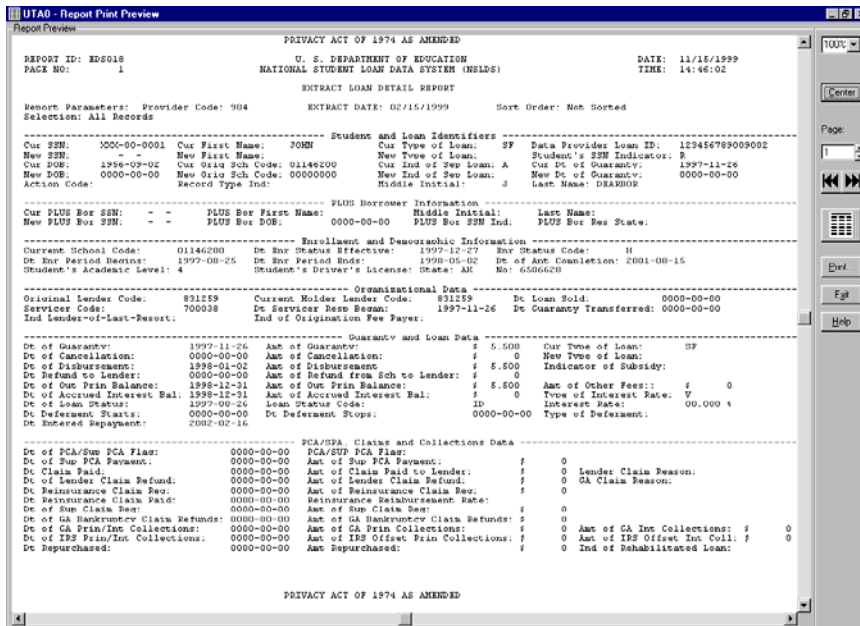 UTA0 - Report Print Preview
Report Preview
PRIVACY ACT OF 1974 AS AMENDED
REPORT ID: EDS018 U. S. DEPARTMENT OF EDUCATION DATE: 11/15/1999
PAGE NO: 1 NATIONAL STUDENT LOAN DATA SYSTEM (NSLDS) TIME: 14:46:02
EXTRACT LOAN DETAIL REPORT
Report Parameters: Provider Code: 984 EXTRACT DATE: 02/15/1999 Sort Order: Not Sorted
Selection: All Records
Student and Loan Identifiers
Cur SSN: XXX-00-0001 Cur First Name: JOHN Cur Type of Loan: SF Data Provider Loan ID: 123456789009002
New SSN: - - New First Name: New Type of Loan: Student's SSN Indicator: R
Cur DOB: 1956-09-02 Cur Orig Sch Code: 01146200 Cur Ind of Sep Loan: A Cur Dt of Guaranty: 1997-11-26
New DOB: 0000-00-00 New Orig Sch Code: 00000000 New Ind of Sep Loan: New Dt of Guaranty: 0000-00-00
Action Code: Record Type Ind: Middle Initial: J Last Name: DEARBOR
PLUS Borrower Information
Cur PLUS Bor SSN: - - PLUS Bor First Name: Middle Initial: Last Name:
New PLUS Bor SSN: - - PLUS Bor DOB: 0000-00-00 PLUS Bor SSN Ind: PLUS Bor Res State:
Enrollment and Demographic Information
Current School Code: 01146200 Dt Enr Status Effective: 1997-12-27 Enr Status Code: H
Dt Enr Period Begins: 1997-08-25 Dt Enr Period Ends: 1998-05-02 Dt of Ant Completion: 2001-08-15
Student's Academic Level: 4 Student's Driver's License: State: AK No: 6506628
Organizational Data
Original Lender Code: 831259 Current Holder Lender Code: 831259 Dt Loan Sold: 0000-00-00
Servicer Code: 700038 Dt Servicer Resp Began: 1997-11-26 Dt Guaranty Transferred: 0000-00-00
Ind Lender-of-Last-Resort: Ind of Origination Fee Payer:
Guaranty and Loan Data
Dt of Guaranty: 1997-11-26 Amt of Guaranty: $ 5,500 Cur Type of Loan: SF
Dt of Cancellation: 0000-00-00 Amt of Cancellation: $ 0 New Type of Loan:
Dt of Disbursement: 1998-01-02 Amt of Disbursement $ 5,500 Indicator of Subsidy:
Dt Refund to Lender: 0000-00-00 Amt of Refund from Sch to Lender: $ 0
Dt of Out Prin Balance: 1998-12-31 Amt of Out Prin Balance: $ 5,500 Amt of Other Fees:: $ 0
Dt of Accrued Interest Bal: 1998-12-31 Amt of Accrued Interest Bal: $ 0 Type of Interest Rate: V
Dt of Loan Status: 1997-08-26 Loan Status Code: ID Interest Rate: 00.000 %
Dt Deferment Starts: 0000-00-00 Dt Deferment Stops: 0000-00-00 Type of Deferment:
Dt Entered Repayment: 2002-02-16
PCA/SPA, Claims and Collections Data
Dt of PCA/Sup PCA Flag: 0000-00-00 PCA/SUP PCA Flag:
Dt of Sup PCA Payment: 0000-00-00 Amt of Sup PCA Payment: $ 0
Dt Claim Paid: 0000-00-00 Amt of Claim Paid to Lender: $ 0 Lender Claim Reason:
Dt of Lender Claim Refund: 0000-00-00 Amt of Lender Claim Refund: $ 0 GA Claim Reason:
Dt Reinsurance Claim Req: 0000-00-00 Amt of Reinsurance Claim Req: $ 0
Dt Reinsurance Claim Paid: 0000-00-00 Reinsurance Reimbursement Rate:
Dt of Sup Claim Req: 0000-00-00 Amt of Sup Claim Req: $ 0
Dt of GA Bankruptcy Claim Refunds: 0000-00-00 Amt of GA Bankruptcy Claim Refunds: $ 0
Dt of GA Prin/Int Collections: 0000-00-00 Amt of GA Prin Collections: $ 0 Amt of GA Int Collections: $ 0
Dt of IRS Prin/Int Collections: 0000-00-00 Amt of IRS Offset Prin Collections: $ 0 Amt of IRS Offset Int Coll: $ 0
Dt Repurchased: 0000-00-00 Amt Repurchased: $ 0 Ind of Rehabilitated Loan:
PRIVACY ACT OF 1974 AS AMENDED
100%
Center
Page:
1
Print
Exit
Help